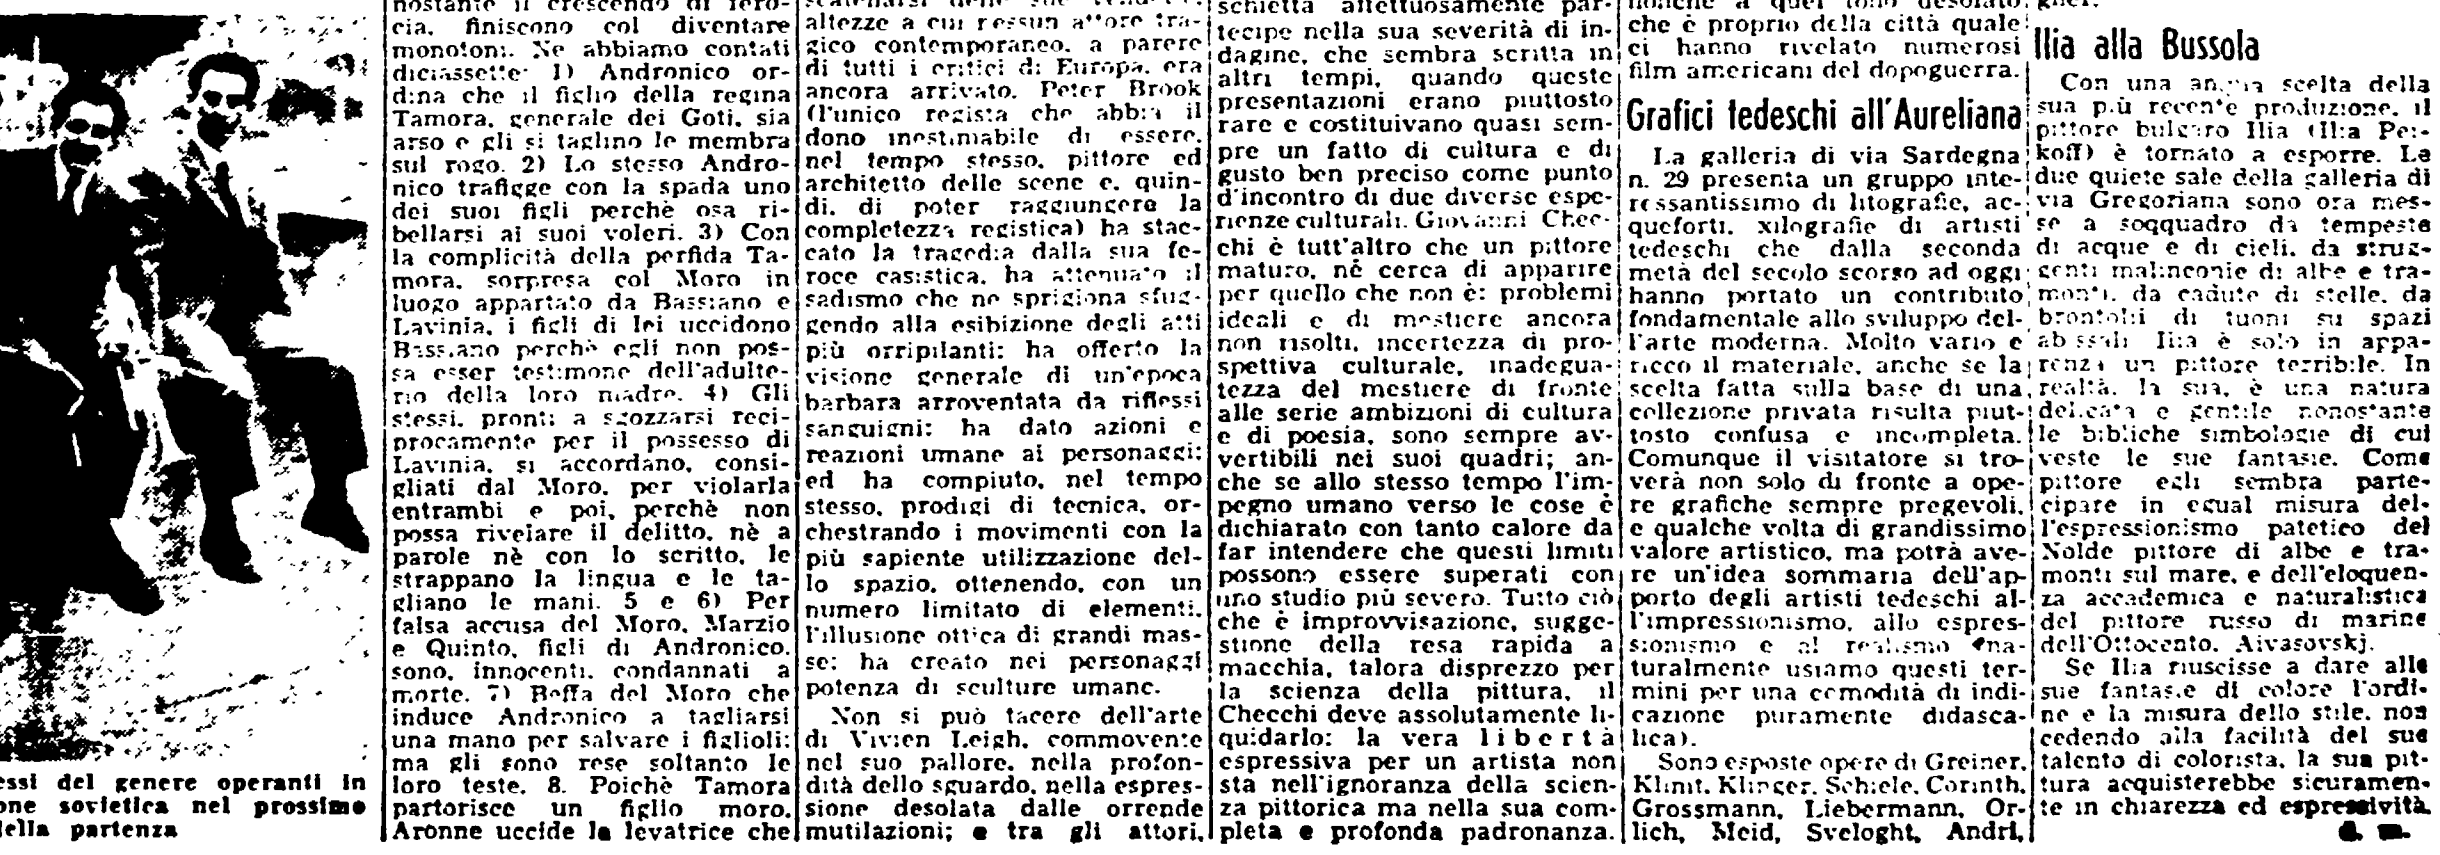 cia, finiscono col diventare
monotoni. Ne abbiamo contati
diciassette: 1) Andronico or-
dina che il figlio della regina
Tamora, generale dei Goti, sia
arso e gli si taglino le membra
sul rogo. 2) Lo stesso Andro-
nico trafigge con la spada uno
dei suoi figli perchè osa ri-
bellarsi ai suoi voleri. 3) Con
la complicità della perfida Ta-
mora, sorpresa col Moro in
luogo appartato da Bassiano e
Lavinia, i figli di lei uccidono
Bassiano perchè egli non pos-
sa esser testimone dell'adulte-
rio della loro madre. 4) Gli
stessi, pronti a sgozzarsi reci-
procamente per il possesso di
Lavinia, si accordano, consi-
gliati dal Moro, per violarla
entrambi e poi, perchè non
possa rivelare il delitto, nè a
parole nè con lo scritto, le
strappano la lingua e le ta-
gliano le mani. 5 e 6) Per
falsa accusa del Moro, Marzio
e Quinto, figli di Andronico,
sono, innocenti, condannati a
morte. 7) Beffa del Moro che
induce Andronico a tagliarsi
una mano per salvare i figlioli:
ma gli sono rese soltanto le
loro teste. 8. Poichè Tamora
partorisce un figlio moro,
Aronne uccide la levatrice che
essi del genere operanti in
one sovietica nel prossimo
della partenza
altezze a cui nessun attore tra-
gico contemporaneo, a parere
di tutti i critici di Europa, era
ancora arrivato. Peter Brook
(l'unico regista che abbia il
dono inestimabile di essere,
nel tempo stesso, pittore ed
architetto delle scene e, quin-
di, di poter raggiungere la
completezza registica) ha stac-
cato la tragedia dalla sua fe-
roce casistica, ha attenuato il
sadismo che ne sprigiona sfug-
gendo alla esibizione degli atti
più orripilanti; ha offerto la
visione generale di un'epoca
barbara arroventata da riflessi
sanguigni; ha dato azioni e
reazioni umane ai personaggi;
ed ha compiuto, nel tempo
stesso, prodigi di tecnica, or-
chestrando i movimenti con la
più sapiente utilizzazione del-
lo spazio, ottenendo, con un
numero limitato di elementi,
l'illusione ottica di grandi mas-
se; ha creato nei personaggi
potenza di sculture umane.
Non si può tacere dell'arte
di Vivien Leigh, commovente
nel suo pallore, nella profon-
dità dello sguardo, nella espres-
sione desolata dalle orrende
mutilazioni; e tra gli attori,
schietta affettuosamente par-
tecipe nella sua severità di in-
dagine, che sembra scritta in
altri tempi, quando queste
presentazioni erano piuttosto
rare e costituivano quasi sem-
pre un fatto di cultura e di
gusto ben preciso come punto
d'incontro di due diverse espe-
rienze culturali. Giovanni Chec-
chi è tutt'altro che un pittore
maturo, nè cerca di apparire
per quello che non è: problemi
ideali e di mestiere ancora
non risolti, incertezza di pro-
spettiva culturale, inadegua-
tezza del mestiere di fronte
alle serie ambizioni di cultura
e di poesia, sono sempre av-
vertibili nei suoi quadri; an-
che se allo stesso tempo l'im-
pegno umano verso le cose è
dichiarato con tanto calore da
far intendere che questi limiti
possono essere superati con
uno studio più severo. Tutto ciò
che è improvvisazione, sugge-
stione della resa rapida a
macchia, talora disprezzo per
la scienza della pittura, il
Checchi deve assolutamente li-
quidarlo: la vera libertà
espressiva per un artista non
sta nell'ignoranza della scien-
za pittorica ma nella sua com-
pleta e profonda padronanza.
che è proprio della città quale
ci hanno rivelato numerosi
film americani del dopoguerra.
Grafici tedeschi all'Aureliana
La galleria di via Sardegna
n. 29 presenta un gruppo inte-
ressantissimo di litografie, ac-
queforti, xilografie di artisti
tedeschi che dalla seconda
metà del secolo scorso ad oggi
hanno portato un contributo
fondamentale allo sviluppo del-
l'arte moderna. Molto vario e
ricco il materiale, anche se la
scelta fatta sulla base di una
collezione privata risulta piut-
tosto confusa e incompleta.
Comunque il visitatore si tro-
verà non solo di fronte a ope-
re grafiche sempre pregevoli,
e qualche volta di grandissimo
valore artistico, ma potrà ave-
re un'idea sommaria dell'ap-
porto degli artisti tedeschi al-
l'impressionismo, allo espres-
sionismo e al realismo (na-
turalmente usiamo questi ter-
mini per una comodità di indi-
cazione puramente didasca-
lica).
Sono esposte opere di Greiner,
Klimt, Klinger, Schiele, Corinth,
Grossmann, Liebermann, Or-
lich, Meid, Sveloght, Andri,
Ilia alla Bussola
Con una ampia scelta della
sua più recente produzione, il
pittore bulgaro Ilia (Ilia Pei-
koff) è tornato a esporre. Le
due quiete sale della galleria di
via Gregoriana sono ora mes-
se a soqquadro da tempeste
di acque e di cieli, da strug-
genti malinconie di albe e tra-
monti, da cadute di stelle, da
brontolii di tuoni su spazi
abissali. Ilia è solo in appa-
renza un pittore terribile. In
realtà, la sua, è una natura
delicata e gentile nonostante
le bibliche simbologie di cui
veste le sue fantasie. Come
pittore egli sembra parte-
cipare in egual misura del-
l'espressionismo patetico del
Nolde pittore di albe e tra-
monti sul mare, e dell'eloquen-
za accademica e naturalistica
del pittore russo di marine
dell'Ottocento, Aivasovskj.
Se Ilia riuscisse a dare alle
sue fantasie di colore l'ordi-
ne e la misura dello stile, non
cedendo alla facilità del suo
talento di colorista, la sua pit-
tura acquisterebbe sicuramen-
te in chiarezza ed espressività.
d. m.